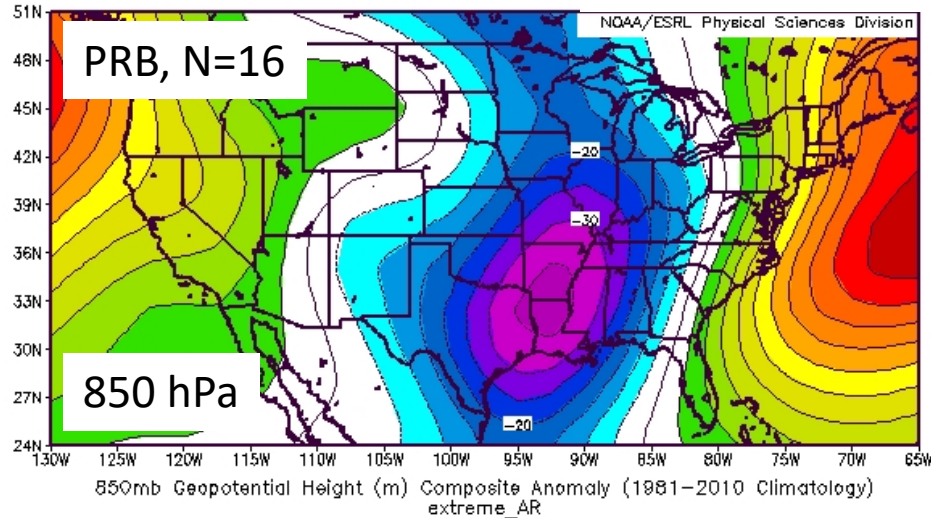 NOAA/ESRL Physical Sciences Division
PRB, N=16
850 hPa
51N
48N
45N
42N
39N
36N
33N
30N
27N
24N
-20
-30
-20
130W 125W 120W 115W 110W 105W 100W 95W 90W 85W 80W 75W 70W 65W
850mb Geopotential Height (m) Composite Anomaly (1981-2010 Climatology)
extreme_AR